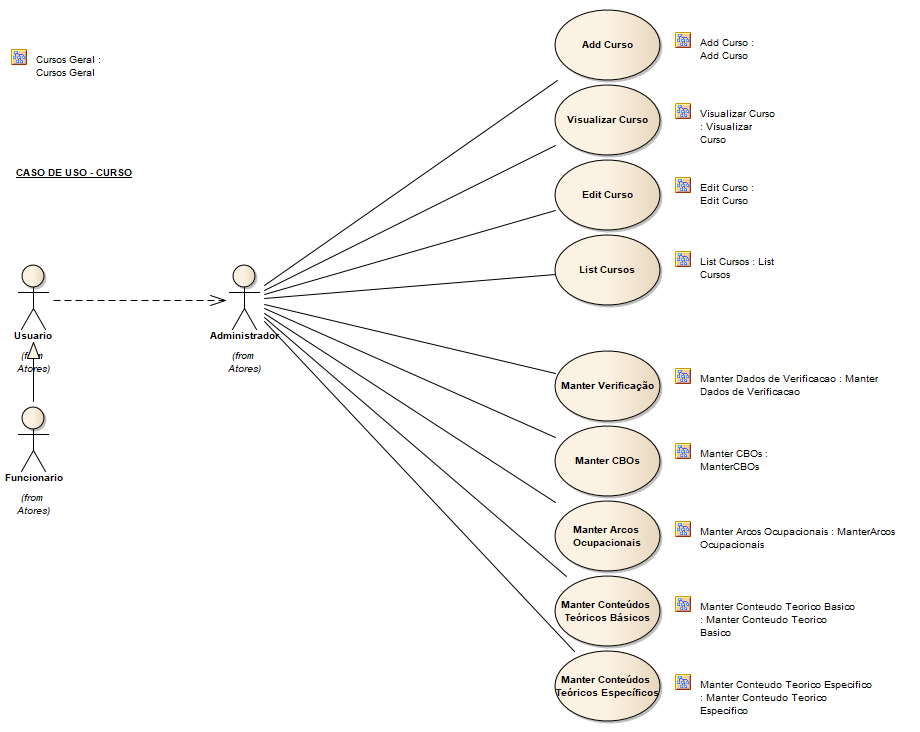 Cursos Geral :
Cursos Geral
CASO DE USO - CURSO
Usuario
(from
Atores)
Funcionario
(from
Atores)
Administrador
(from
Atores)
Add Curso
Add Curso :
Add Curso
Visualizar Curso
Visualizar Curso
: Visualizar
Curso
Edit Curso
Edit Curso :
Edit Curso
List Cursos
List Cursos : List
Cursos
Manter Verificação
Manter Dados de Verificacao : Manter
Dados de Verificacao
Manter CBOs
Manter CBOs :
ManterCBOs
Manter Arcos
Ocupacionais
Manter Arcos Ocupacionais : ManterArcos
Ocupacionais
Manter Conteúdos
Teóricos Básicos
Manter Conteudo Teorico Basico
: Manter Conteudo Teorico
Basico
Manter Conteúdos
Teóricos Específicos
Manter Conteudo Teorico Especifico
: Manter Conteudo Teorico
Especifico